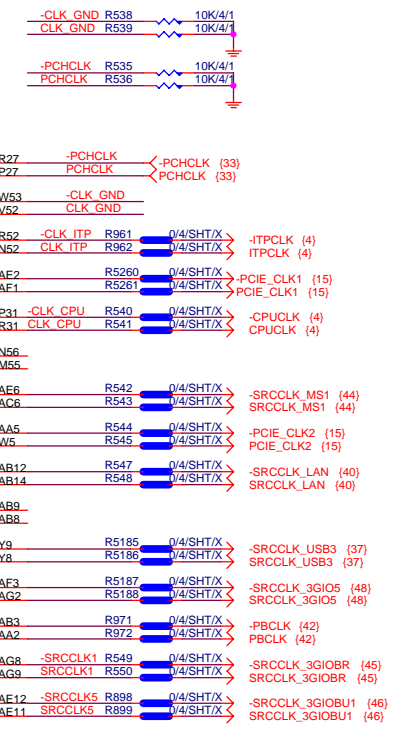 -CLK_GND R538 10K/4/1
CLK_GND R539 10K/4/1
-PCHCLK R535 10K/4/1
PCHCLK R536 10K/4/1
R27 -PCHCLK -PCHCLK {33}
P27 PCHCLK PCHCLK {33}
W53 -CLK_GND
V52 CLK_GND
R52 -CLK_ITP R961 0/4/SHT/X -ITPCLK {4}
N52 CLK_ITP R962 0/4/SHT/X ITPCLK {4}
AE2 R5260 0/4/SHT/X -PCIE_CLK1 {15}
AF1 R5261 0/4/SHT/X PCIE_CLK1 {15}
P31 -CLK_CPU R540 0/4/SHT/X -CPUCLK {4}
R31 CLK_CPU R541 0/4/SHT/X CPUCLK {4}
N56
M55
AE6 R542 0/4/SHT/X -SRCCLK_MS1 {44}
AC6 R543 0/4/SHT/X SRCCLK_MS1 {44}
AA5 R544 0/4/SHT/X -PCIE_CLK2 {15}
W5 R545 0/4/SHT/X PCIE_CLK2 {15}
AB12 R547 0/4/SHT/X -SRCCLK_LAN {40}
AB14 R548 0/4/SHT/X SRCCLK_LAN {40}
AB9
AB8
Y9 R5185 0/4/SHT/X -SRCCLK_USB3 {37}
Y8 R5186 0/4/SHT/X SRCCLK_USB3 {37}
AF3 R5187 0/4/SHT/X -SRCCLK_3GIO5 {48}
AG2 R5188 0/4/SHT/X SRCCLK_3GIO5 {48}
AB3 R971 0/4/SHT/X -PBCLK {42}
AA2 R972 0/4/SHT/X PBCLK {42}
AG8 -SRCCLK1 R549 0/4/SHT/X -SRCCLK_3GIOBR {45}
AG9 SRCCLK1 R550 0/4/SHT/X SRCCLK_3GIOBR {45}
AE12 -SRCCLK5 R898 0/4/SHT/X -SRCCLK_3GIOBU1 {46}
AE11 SRCCLK5 R899 0/4/SHT/X SRCCLK_3GIOBU1 {46}